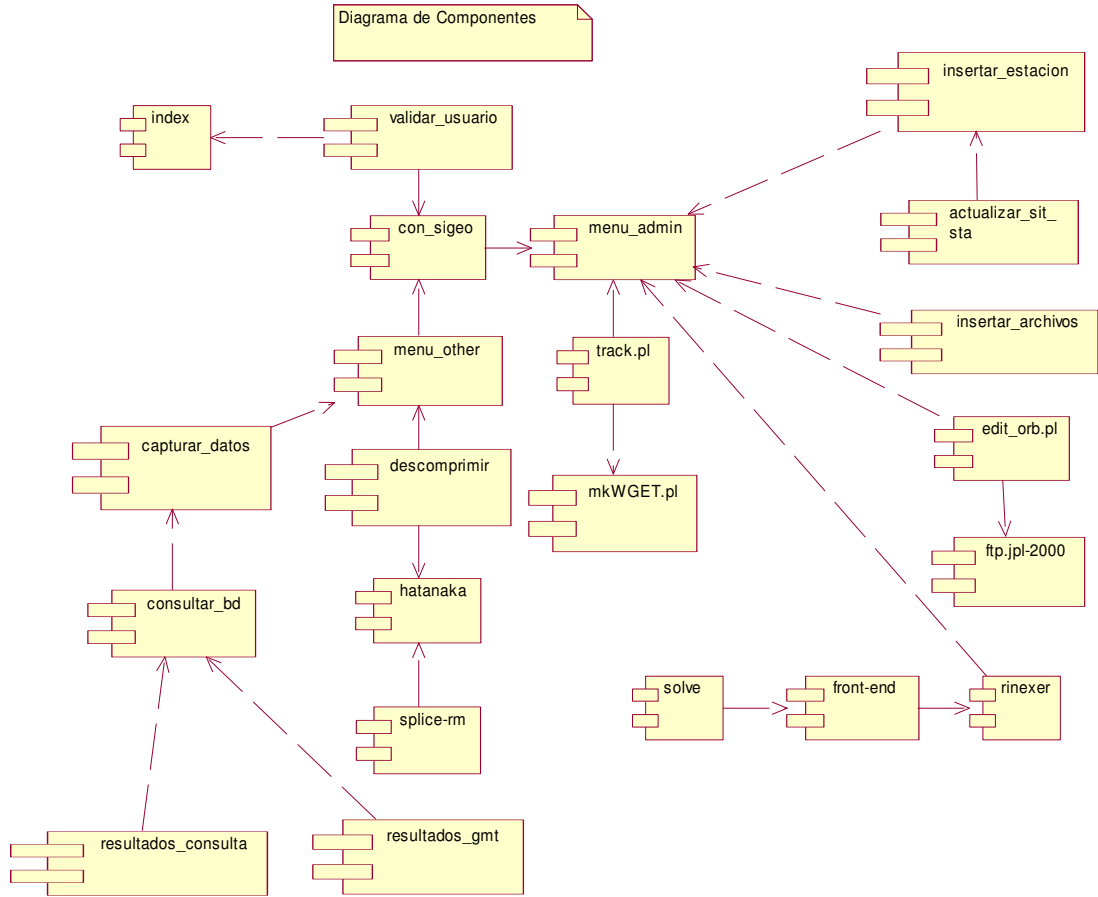 Diagrama de Componentes
insertar_estacion
index
validar_usuario
actualizar_sit_
sta
con_sigeo
menu_admin
insertar_archivos
menu_other
track.pl
edit_orb.pl
capturar_datos
descomprimir
mkWGET.pl
ftp.jpl-2000
hatanaka
consultar_bd
solve
front-end
rinexer
splice-rm
resultados_consulta
resultados_gmt